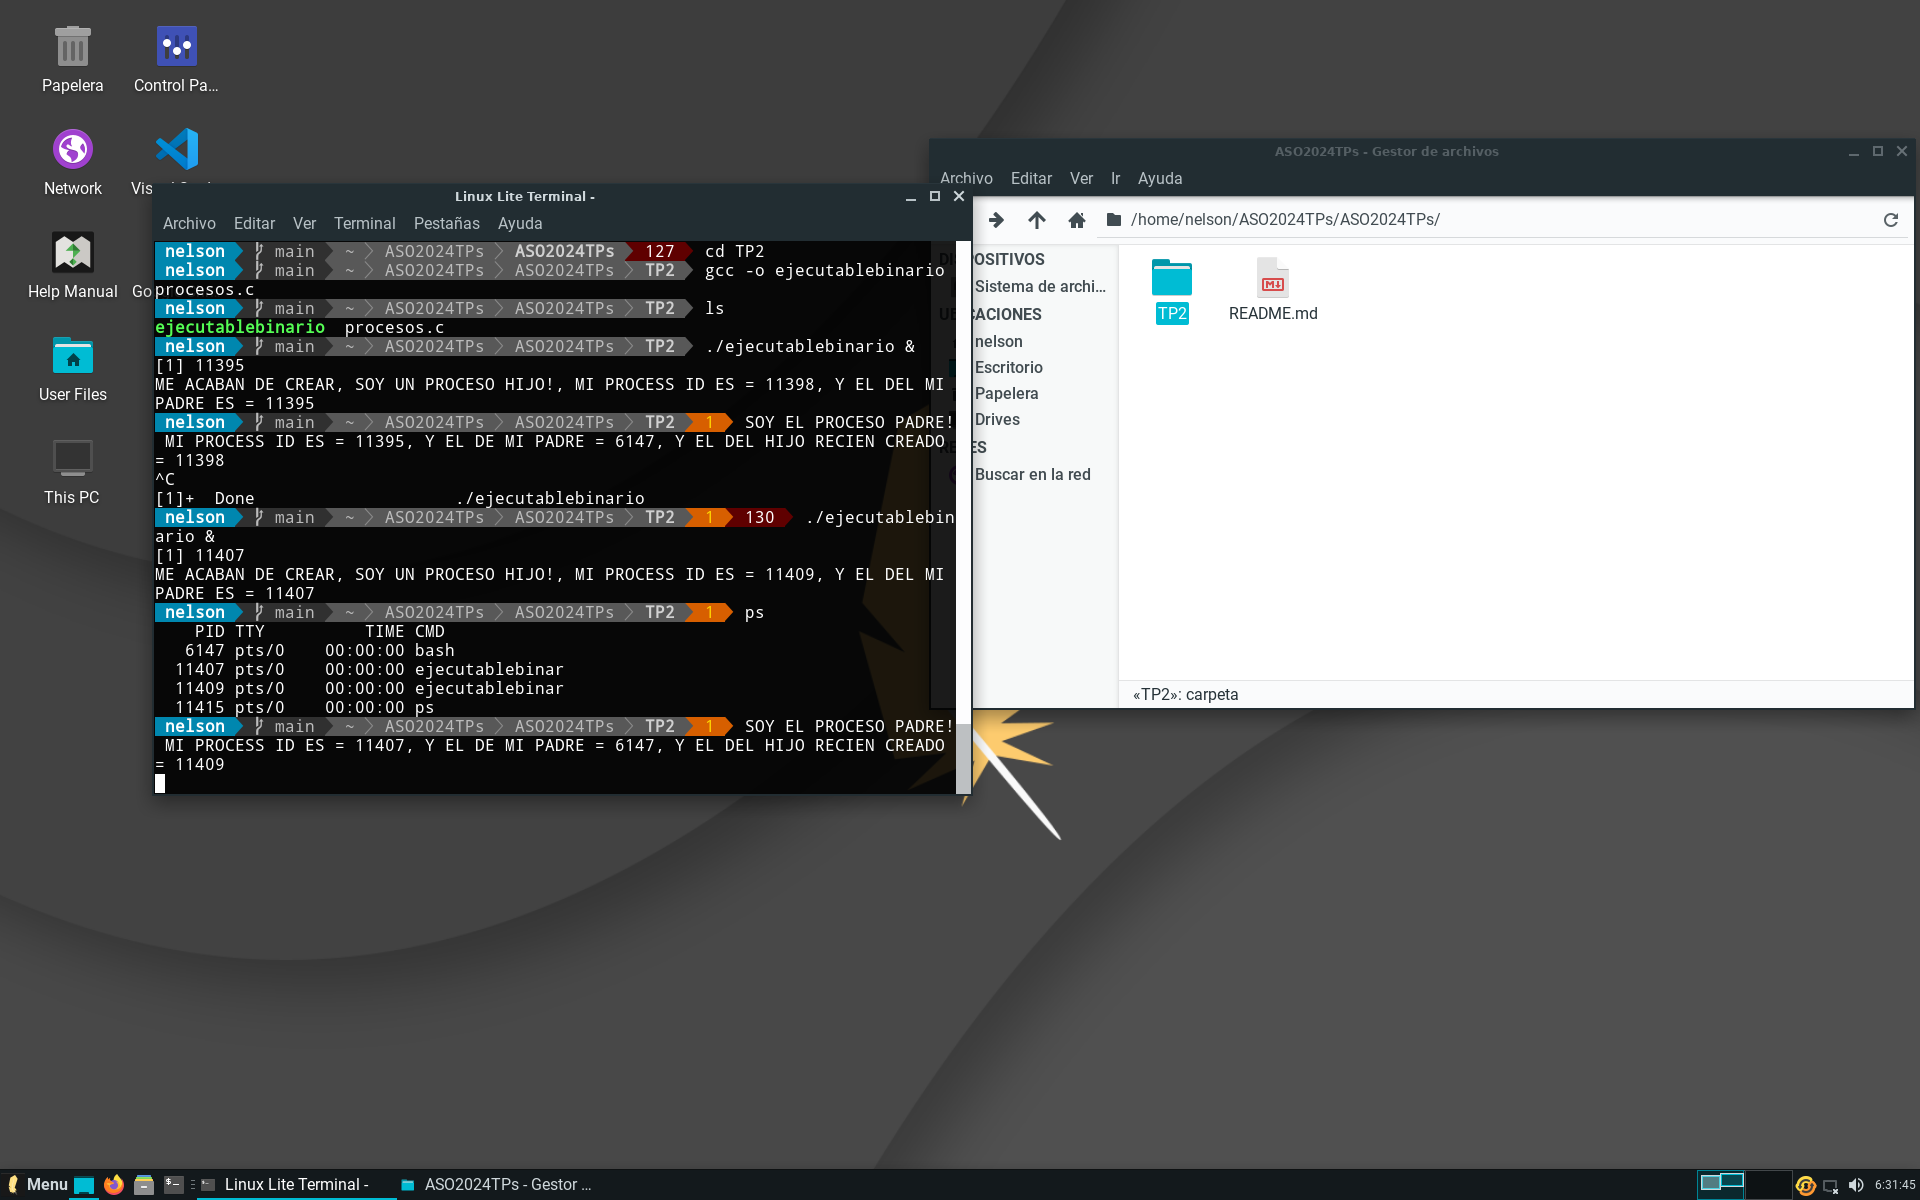 Papelera
Control Pa...
Network
Help Manual
User Files
This PC
Linux Lite Terminal -
Archivo Editar Ver Terminal Pestañas Ayuda
nelson main ~ ASO2024TPs ASO2024TPs 127 cd TP2
nelson main ~ ASO2024TPs ASO2024TPs TP2 gcc -o ejecutablebinario
procesos.c
nelson main ~ ASO2024TPs ASO2024TPs TP2 ls
ejecutablebinario procesos.c
nelson main ~ ASO2024TPs ASO2024TPs TP2 ./ejecutablebinario &
[1] 11395
ME ACABAN DE CREAR, SOY UN PROCESO HIJO!, MI PROCESS ID ES = 11398, Y EL DEL MI
PADRE ES = 11395
nelson main ~ ASO2024TPs ASO2024TPs TP2 1 SOY EL PROCESO PADRE!
MI PROCESS ID ES = 11395, Y EL DE MI PADRE = 6147, Y EL DEL HIJO RECIEN CREADO
= 11398
^C
[1]+ Done ./ejecutablebinario
nelson main ~ ASO2024TPs ASO2024TPs TP2 1 130 ./ejecutablebin
ario &
[1] 11407
ME ACABAN DE CREAR, SOY UN PROCESO HIJO!, MI PROCESS ID ES = 11409, Y EL DEL MI
PADRE ES = 11407
nelson main ~ ASO2024TPs ASO2024TPs TP2 1 ps
PID TTY TIME CMD
6147 pts/0 00:00:00 bash
11407 pts/0 00:00:00 ejecutablebinar
11409 pts/0 00:00:00 ejecutablebinar
11415 pts/0 00:00:00 ps
nelson main ~ ASO2024TPs ASO2024TPs TP2 1 SOY EL PROCESO PADRE!
MI PROCESS ID ES = 11407, Y EL DE MI PADRE = 6147, Y EL DEL HIJO RECIEN CREADO
= 11409
ASO2024TPs - Gestor de archivos
Archivo Editar Ver Ir Ayuda
/home/nelson/ASO2024TPs/ASO2024TPs/
DISPOSITIVOS
Sistema de archi...
UBICACIONES
nelson
Escritorio
Papelera
Drives
REDES
Buscar en la red
TP2
README.md
«TP2»: carpeta
Menu
Linux Lite Terminal -
ASO2024TPs - Gestor ...
6:31:45